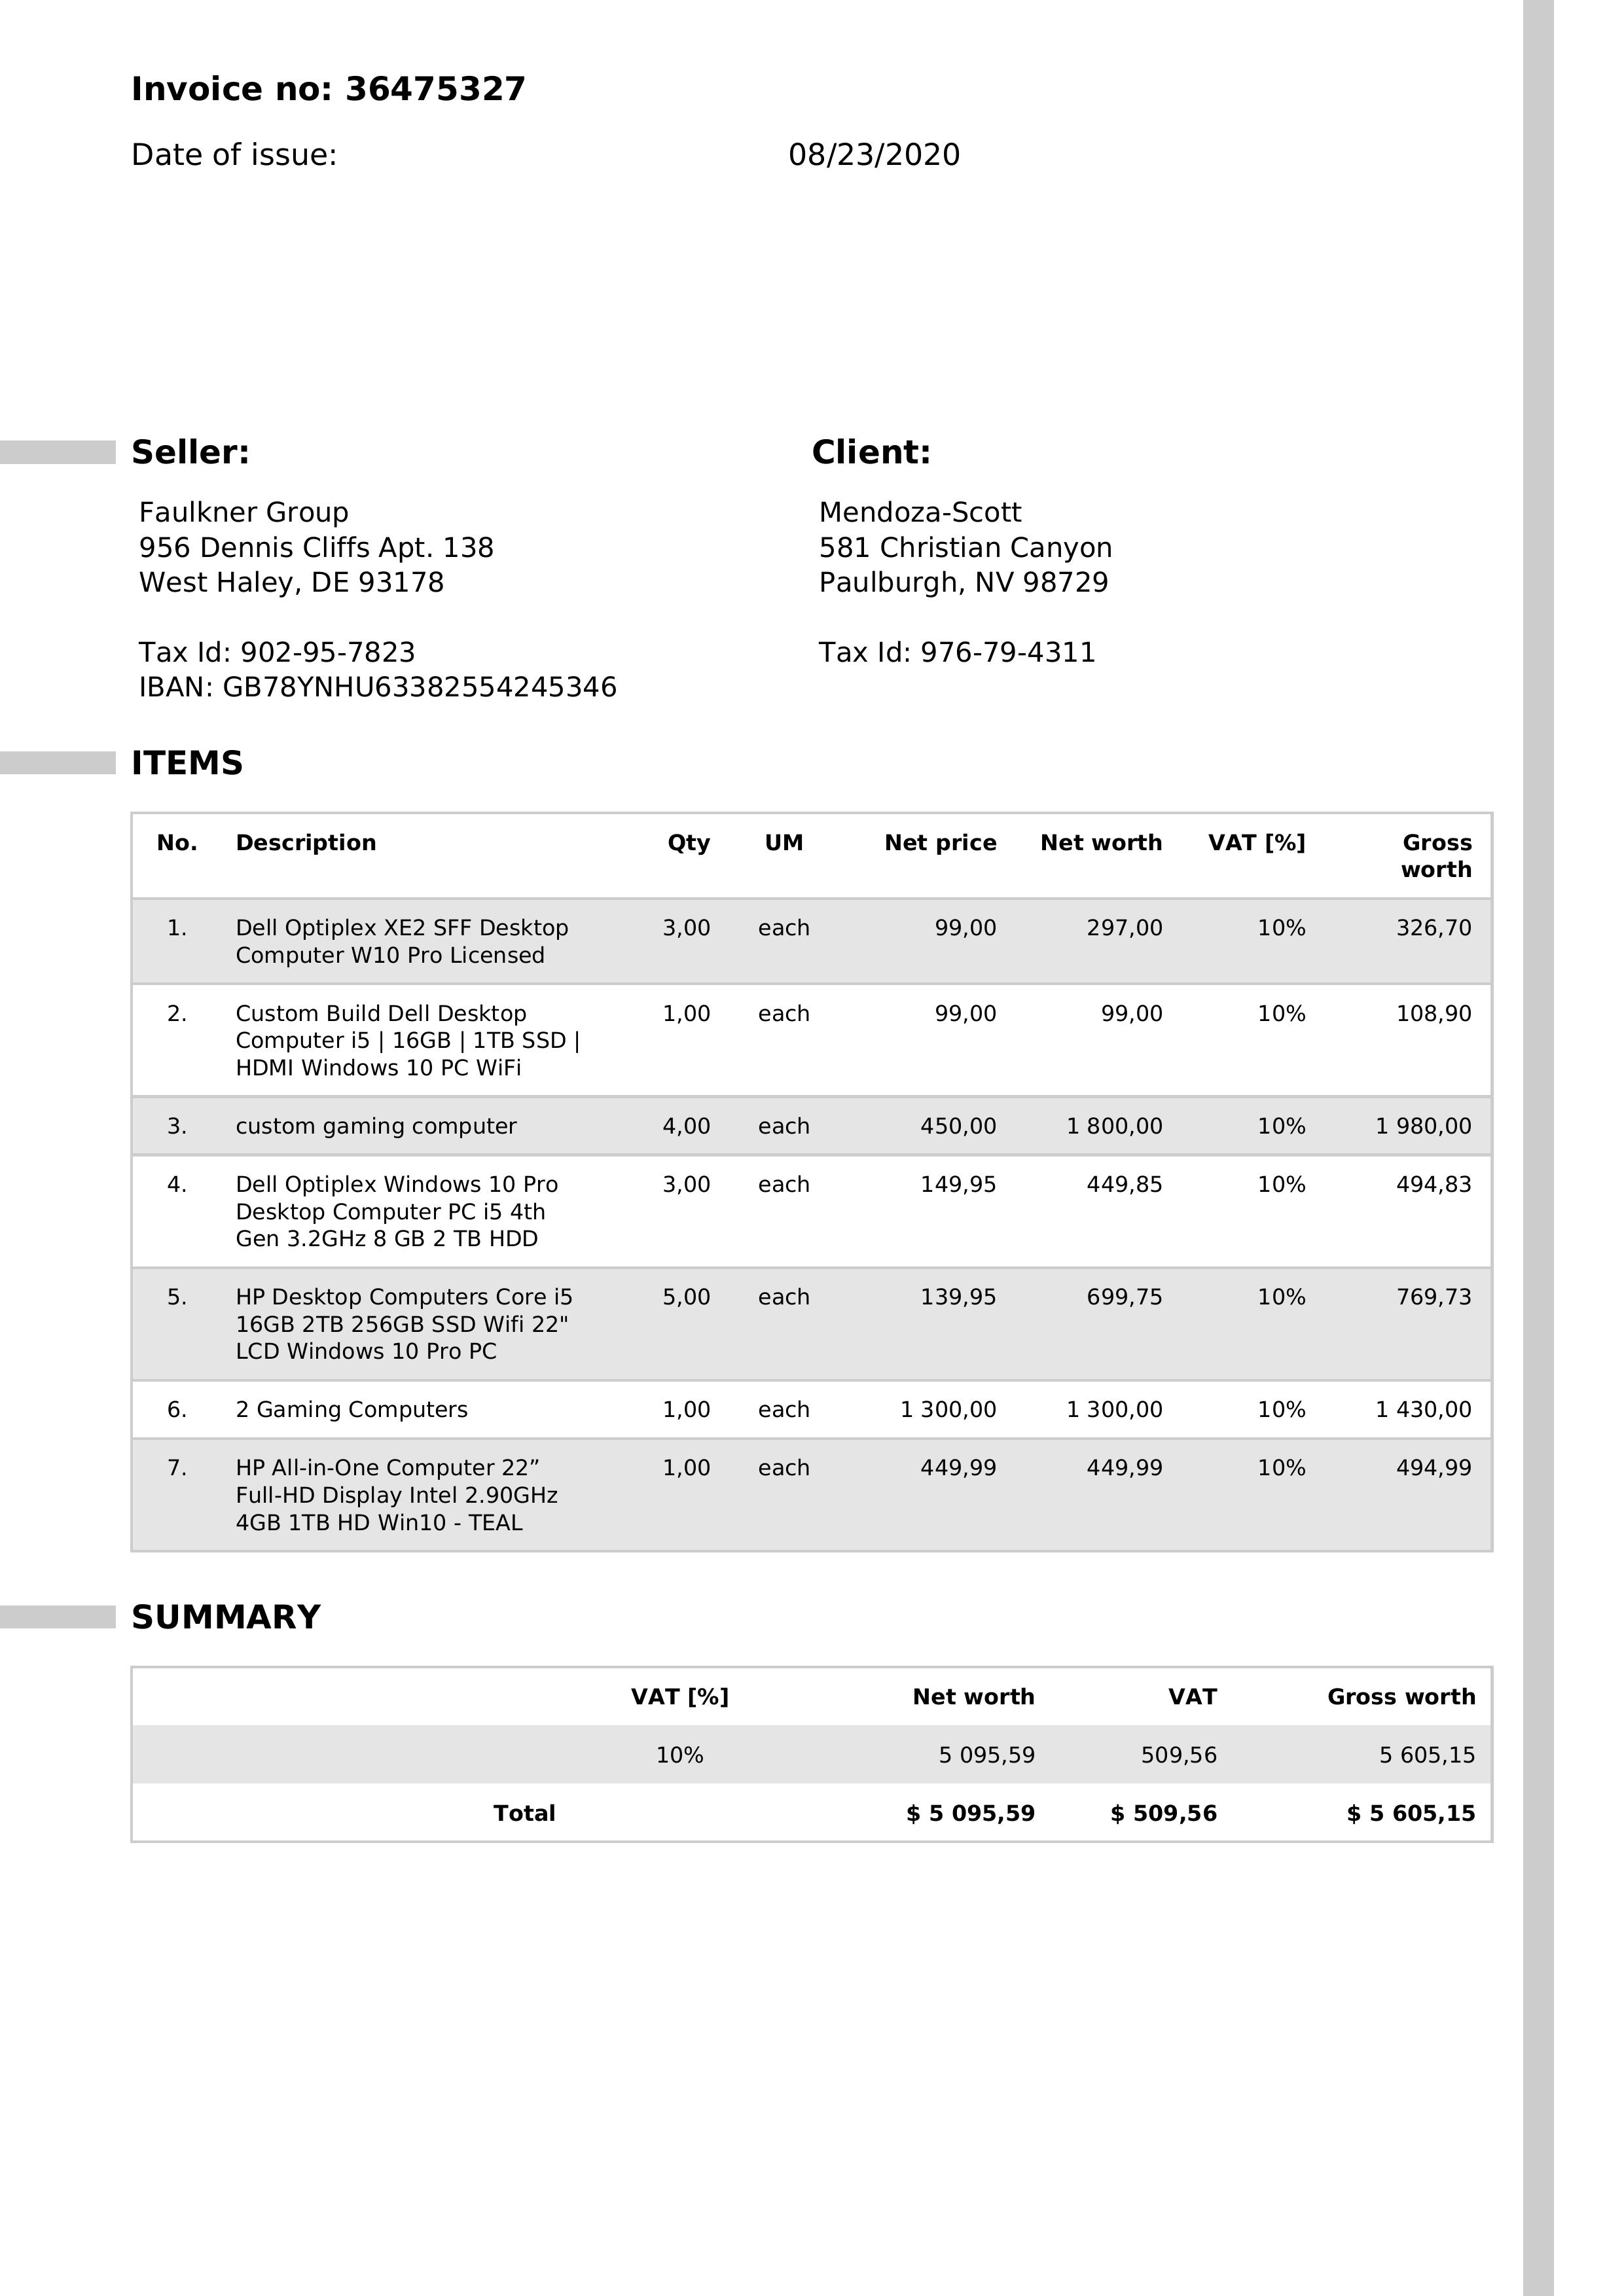 Invoice no: 36475327
Date of issue: 08/23/2020
Seller:
Faulkner Group
956 Dennis Cliffs Apt. 138
West Haley, DE 93178
Tax Id: 902-95-7823
IBAN: GB78YNHU63382554245346
Client:
Mendoza-Scott
581 Christian Canyon
Paulburgh, NV 98729
Tax Id: 976-79-4311
ITEMS
No. Description Qty UM Net price Net worth VAT [%] Gross
worth
1. Dell Optiplex XE2 SFF Desktop 3,00 each 99,00 297,00 10% 326,70
Computer W10 Pro Licensed
2. Custom Build Dell Desktop 1,00 each 99,00 99,00 10% 108,90
Computer i5 | 16GB | 1TB SSD |
HDMI Windows 10 PC WiFi
3. custom gaming computer 4,00 each 450,00 1 800,00 10% 1 980,00
4. Dell Optiplex Windows 10 Pro 3,00 each 149,95 449,85 10% 494,83
Desktop Computer PC i5 4th
Gen 3.2GHz 8 GB 2 TB HDD
5. HP Desktop Computers Core i5 5,00 each 139,95 699,75 10% 769,73
16GB 2TB 256GB SSD Wifi 22"
LCD Windows 10 Pro PC
6. 2 Gaming Computers 1,00 each 1 300,00 1 300,00 10% 1 430,00
7. HP All-in-One Computer 22” 1,00 each 449,99 449,99 10% 494,99
Full-HD Display Intel 2.90GHz
4GB 1TB HD Win10 - TEAL
SUMMARY
VAT [%] Net worth VAT Gross worth
10% 5 095,59 509,56 5 605,15
Total $ 5 095,59 $ 509,56 $ 5 605,15